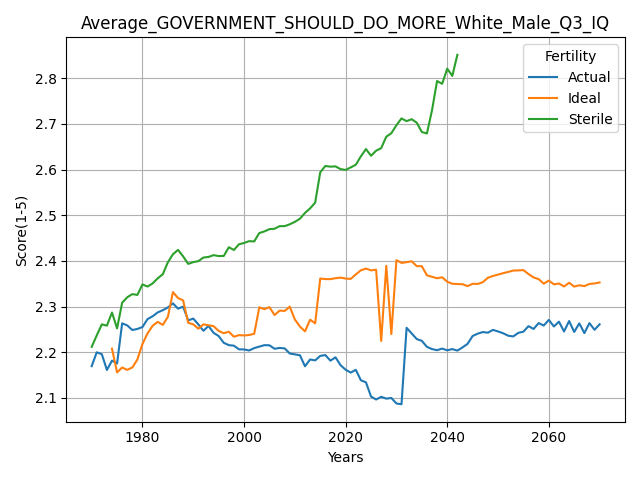 Average_GOVERNMENT_SHOULD_DO_MORE_White_Male_Q3_IQ
Fertility
Actual
Ideal
Sterile
Score(1-5)
2.8
2.7
2.6
2.5
2.4
2.3
2.2
2.1
1980 2000 2020 2040 2060
Years